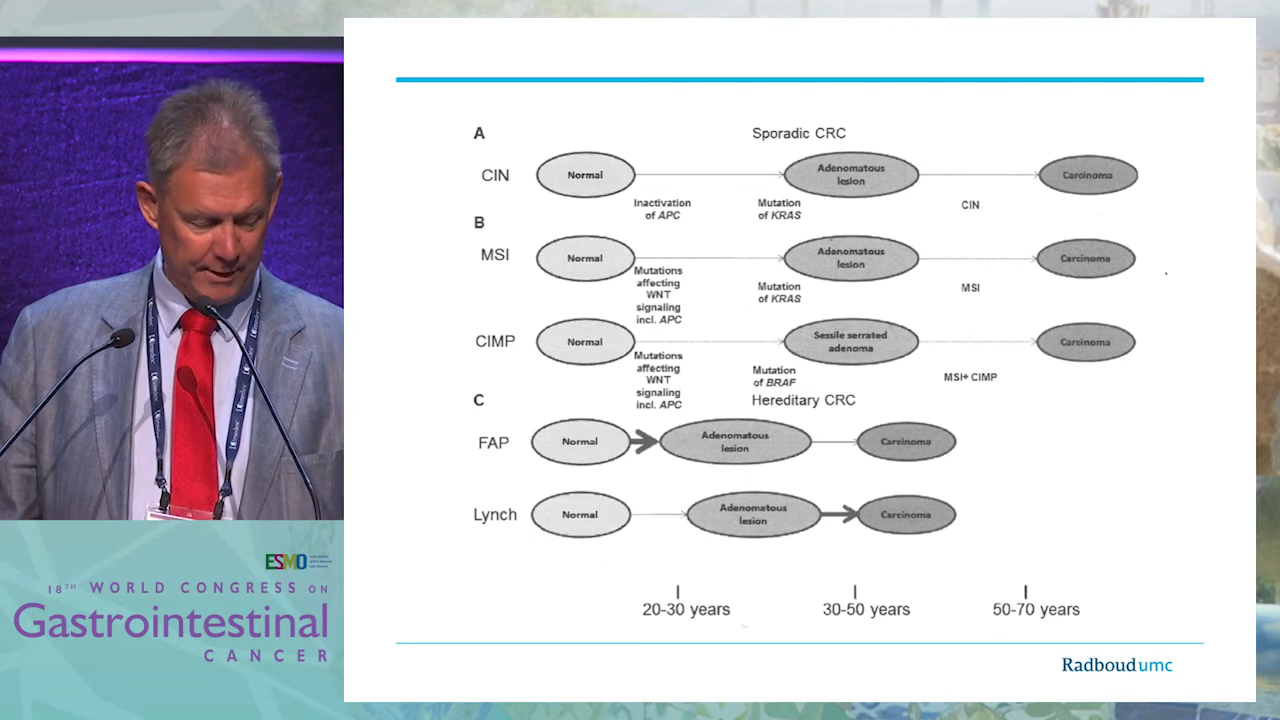 A
Sporadic CRC
CIN
Normal
Adenomatous
lesion
Carcinoma
Inactivation
of APC
Mutation
of KRAS
CIN
B
MSI
Normal
Adenomatous
lesion
Carcinoma
Mutations
affecting
WNT
signaling
incl. APC
Mutation
of KRAS
MSI
CIMP
Normal
Sessile serrated
adenoma
Carcinoma
Mutations
affecting
WNT
signaling
incl. APC
Mutation
of BRAF
MSI+ CIMP
C
Hereditary CRC
FAP
Normal
Adenomatous
lesion
Carcinoma
Lynch
Normal
Adenomatous
lesion
Carcinoma
20-30 years
30-50 years
50-70 years
Radboudumc
ESMO
18TH WORLD CONGRESS ON
Gastrointestinal
CANCER